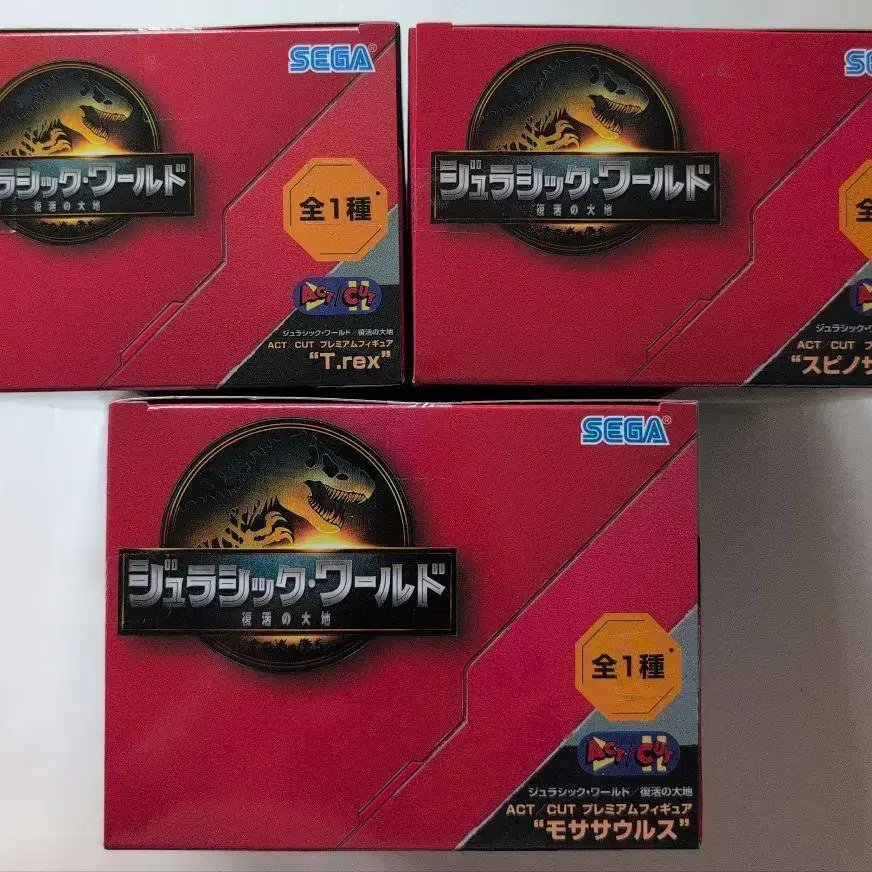 SEGA®
ラシック・ワールド
復活の大地
全1種
ACT/CUT
ジュラシック・ワールド／復活の大地
ACT/CUT プレミアムフィギュア
“T.rex”
SE
ジュラシック・ワールド
復活の大地
全
ジュラシック・ワ
ACT/CUT プ
“スピノサ
SEGA®
ジュラシック・ワールド
復活の大地
全1種
ACT/CUT
ジュラシック・ワールド／復活の大地
ACT/CUT プレミアムフィギュア
“モササウルス”